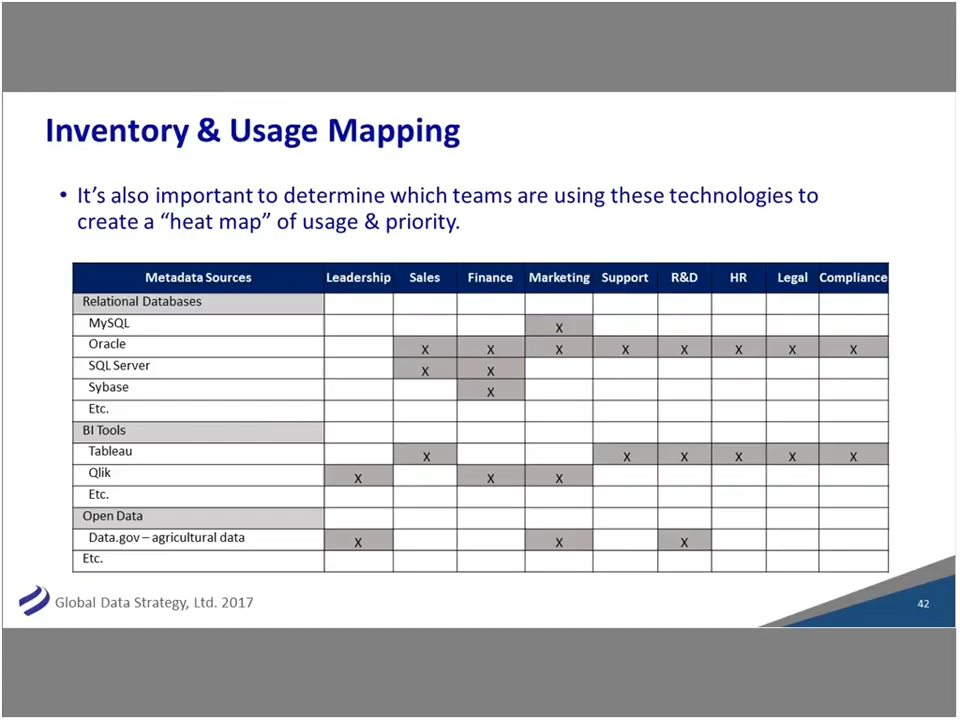 Inventory & Usage Mapping
• It's also important to determine which teams are using these technologies to
create a “heat map” of usage & priority.
Metadata Sources Leadership Sales Finance Marketing Support R&D HR Legal Compliance
Relational Databases
MySQL X
Oracle X X X X X X X X
SQL Server X X
Sybase X
Etc.
BI Tools
Tableau X X X X X X
Qlik X X X
Etc.
Open Data
Data.gov – agricultural data X X X
Etc.
Global Data Strategy, Ltd. 2017
42